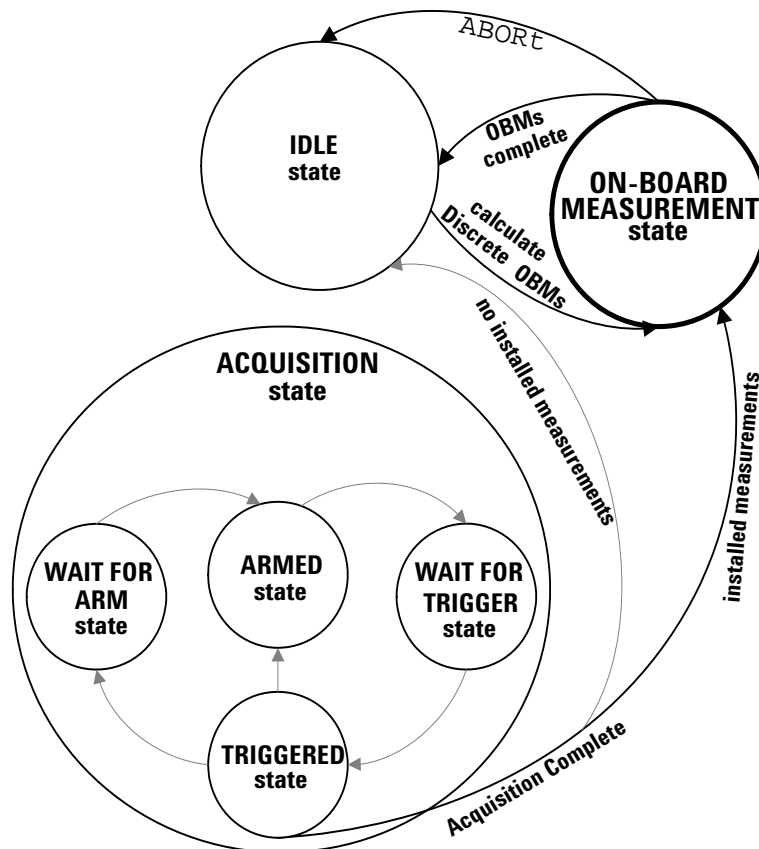 ABORt
OBMs
complete
IDLE
state
ON-BOARD
MEASUREMENT
state
calculate
Discrete OBMs
no installed measurements
installed measurements
ACQUISITION
state
WAIT FOR
ARM
state
ARMED
state
WAIT FOR
TRIGGER
state
TRIGGERED
state
Acquisition Complete